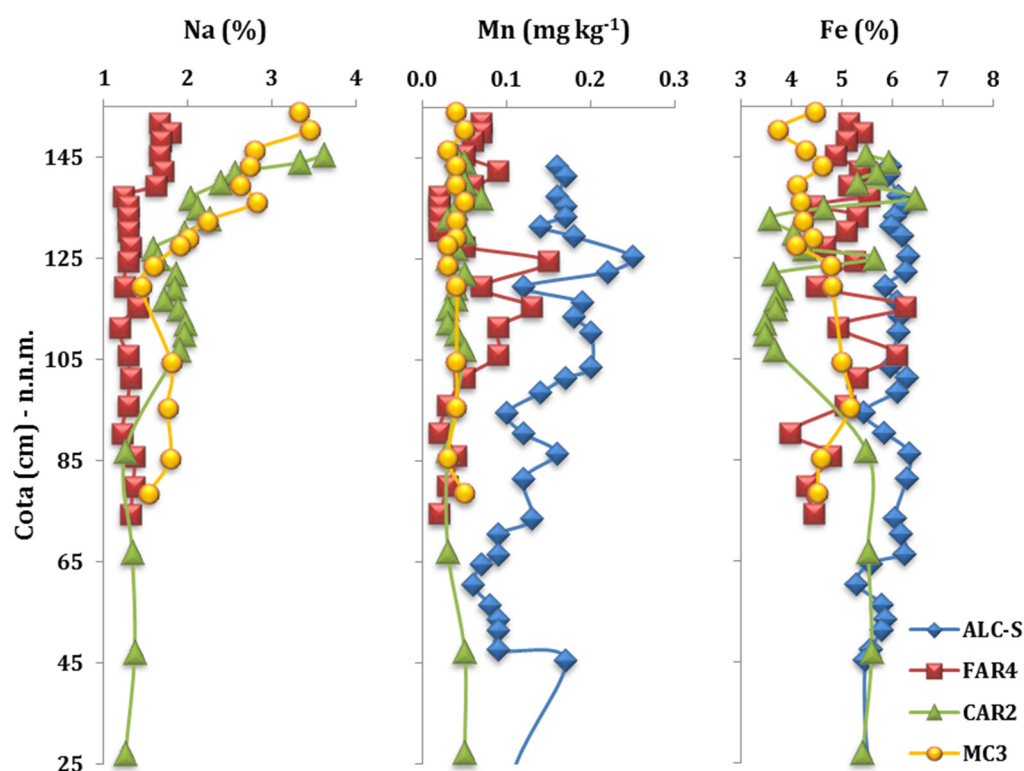 Na (%)
Mn (mg kg-1)
Fe (%)
1 2 3 4
0.0 0.1 0.2 0.3
3 4 5 6 7 8
Cota (cm) - n.n.m.
145
125
105
85
65
45
25
ALC-S
FAR4
CAR2
MC3